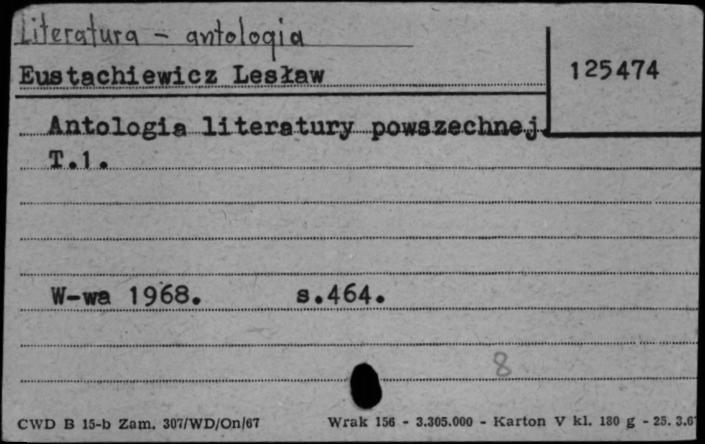 Literatura - antologia
Eustachiewicz Lesław
125474
Antologia literatury powszechnej
T.1.
W-wa 1968. s.464.
8
CWD B 15-b Zam. 307/WD/On/67 Wrak 156 - 3.305.000 - Karton V kl. 180 g - 25. 3.6